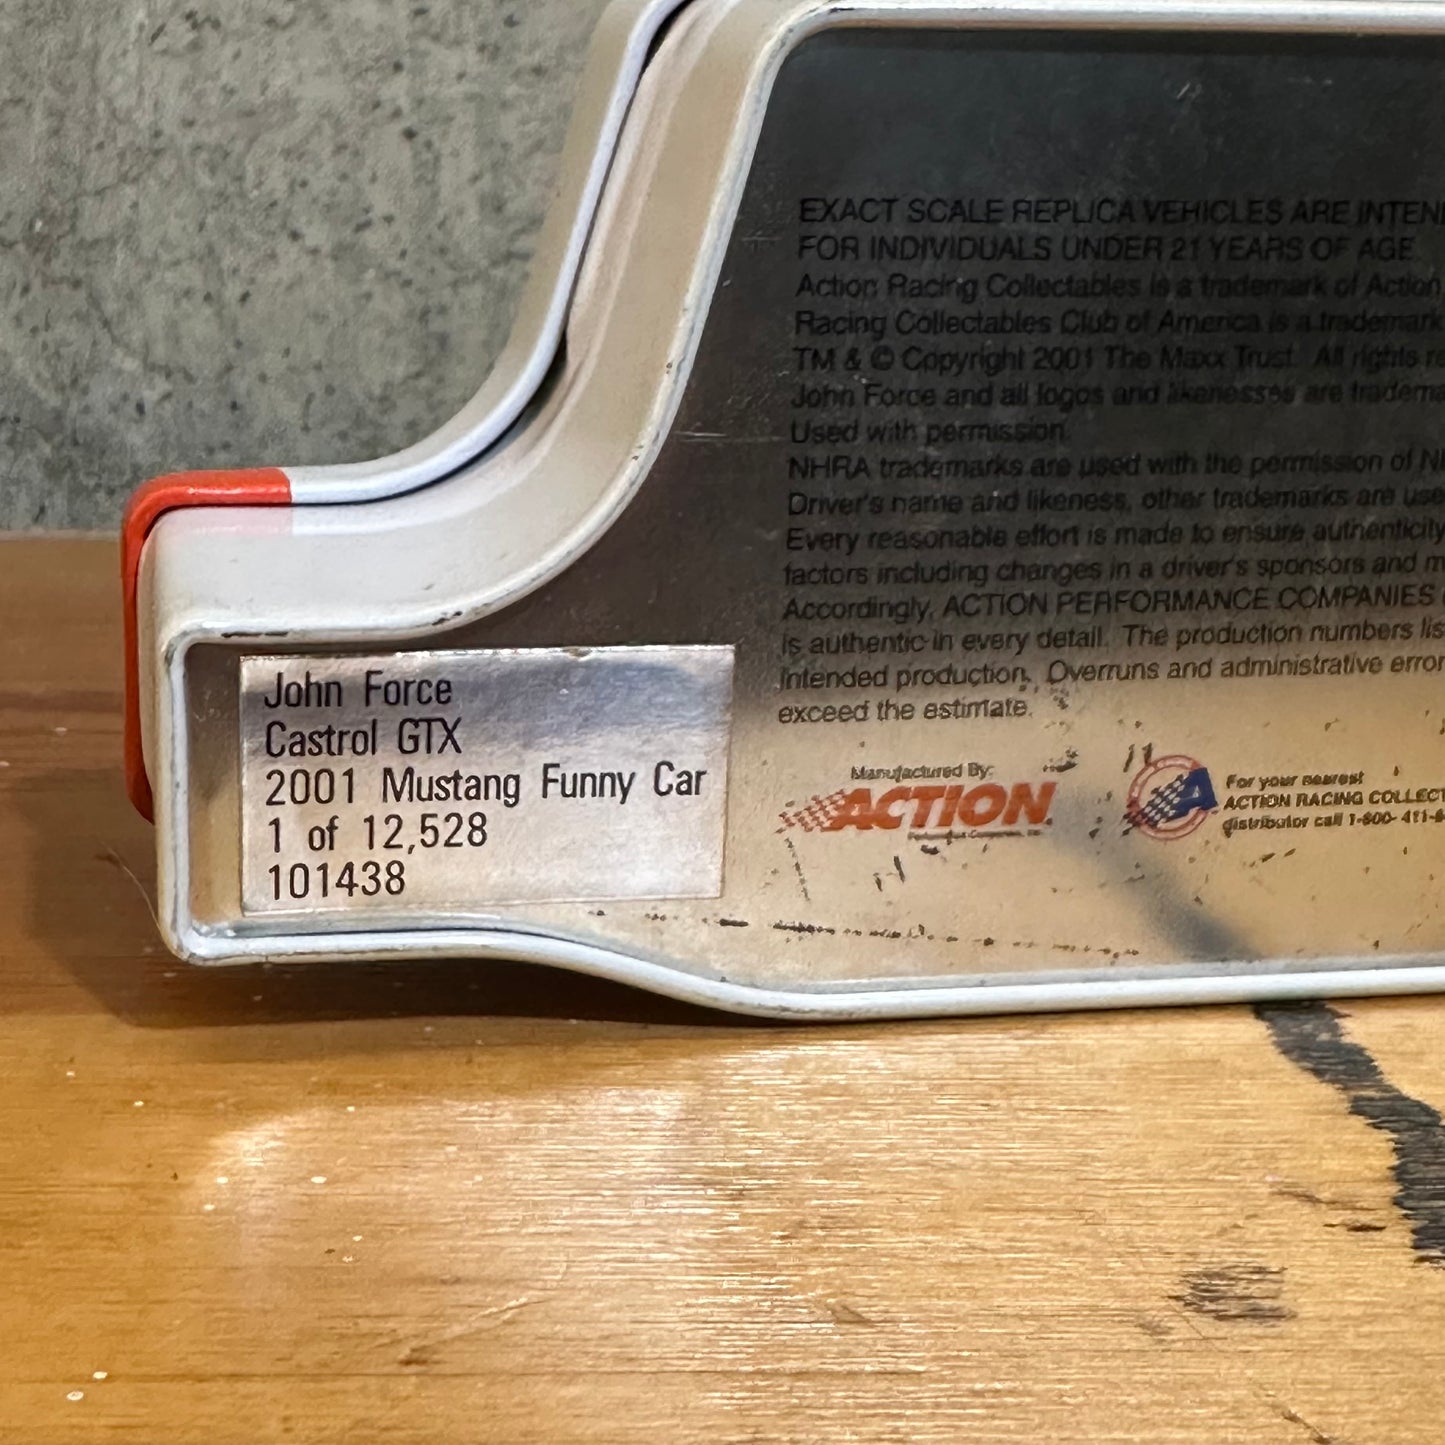 EXACT SCALE REPLICA VEHICLES ARE INTEN
FOR INDIVIDUALS UNDER 21 YEARS OF AGE.
Action Racing Collectables is a trademark of Action
Racing Collectables Club of America is a trademark
TM & © Copyright 2001 The Maxx Trust. All rights re
John Force and all logos and likenesses are tradema
Used with permission.
NHRA trademarks are used with the permission of
Driver's name and likeness, other trademarks are use
Every reasonable effort is made to ensure authenticity
factors including changes in a driver's sponsors and m
Accordingly, ACTION PERFORMANCE COMPANIES
is authentic in every detail. The production numbers lis
intended production. Overruns and administrative error
exceed the estimate.
John Force
Castrol GTX
2001 Mustang Funny Car
1 of 12,528
101438
Manufactured By:
ACTION
Performance Companies, Inc.
A
For your nearest
ACTION RACING COLLECT
distributor call 1-800-411-